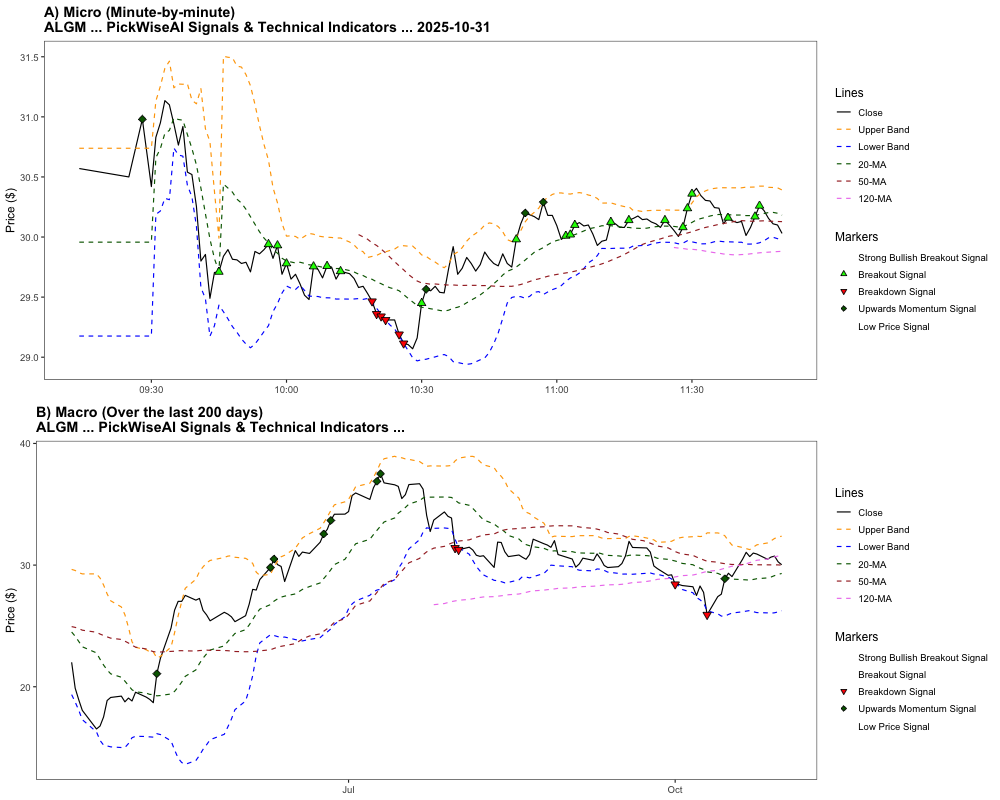 A) Micro (Minute-by-minute)
ALGM ... PickWiseAI Signals & Technical Indicators ... 2025-10-31
Price ($)
31.5
31.0
30.5
30.0
29.5
29.0
09:30
10:00
10:30
11:00
11:30
Lines
Close
Upper Band
Lower Band
20-MA
50-MA
120-MA
Markers
Strong Bullish Breakout Signal
Breakout Signal
Breakdown Signal
Upwards Momentum Signal
Low Price Signal
B) Macro (Over the last 200 days)
ALGM ... PickWiseAI Signals & Technical Indicators ...
Price ($)
40
30
20
Jul
Oct
Lines
Close
Upper Band
Lower Band
20-MA
50-MA
120-MA
Markers
Strong Bullish Breakout Signal
Breakout Signal
Breakdown Signal
Upwards Momentum Signal
Low Price Signal